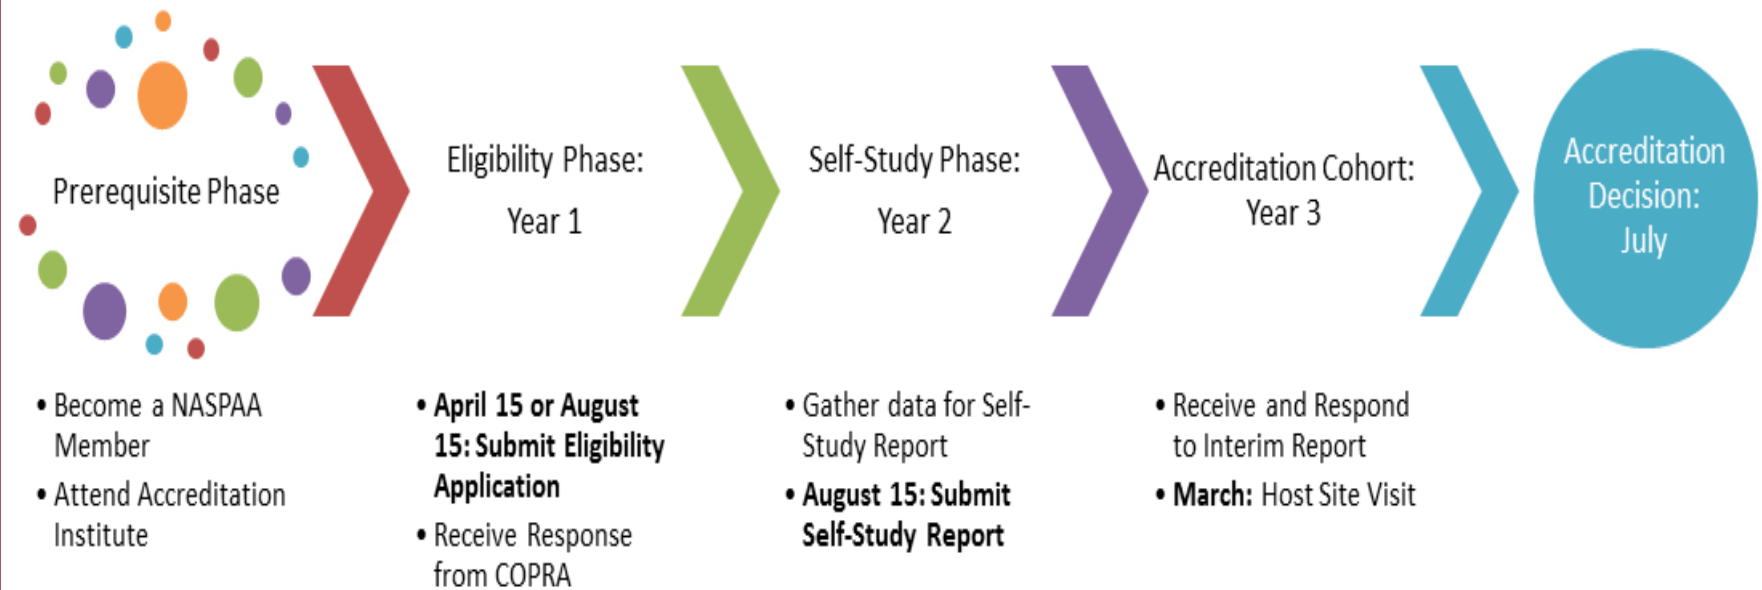 Prerequisite Phase
Eligibility Phase:
Year 1
Self-Study Phase:
Year 2
Accreditation Cohort:
Year 3
Accreditation
Decision:
July
• Become a NASPAA
Member
• Attend Accreditation
Institute
• April 15 or August
15: Submit Eligibility
Application
• Receive Response
from COPRA
• Gather data for Self-
Study Report
• August 15: Submit
Self-Study Report
• Receive and Respond
to Interim Report
• March: Host Site Visit